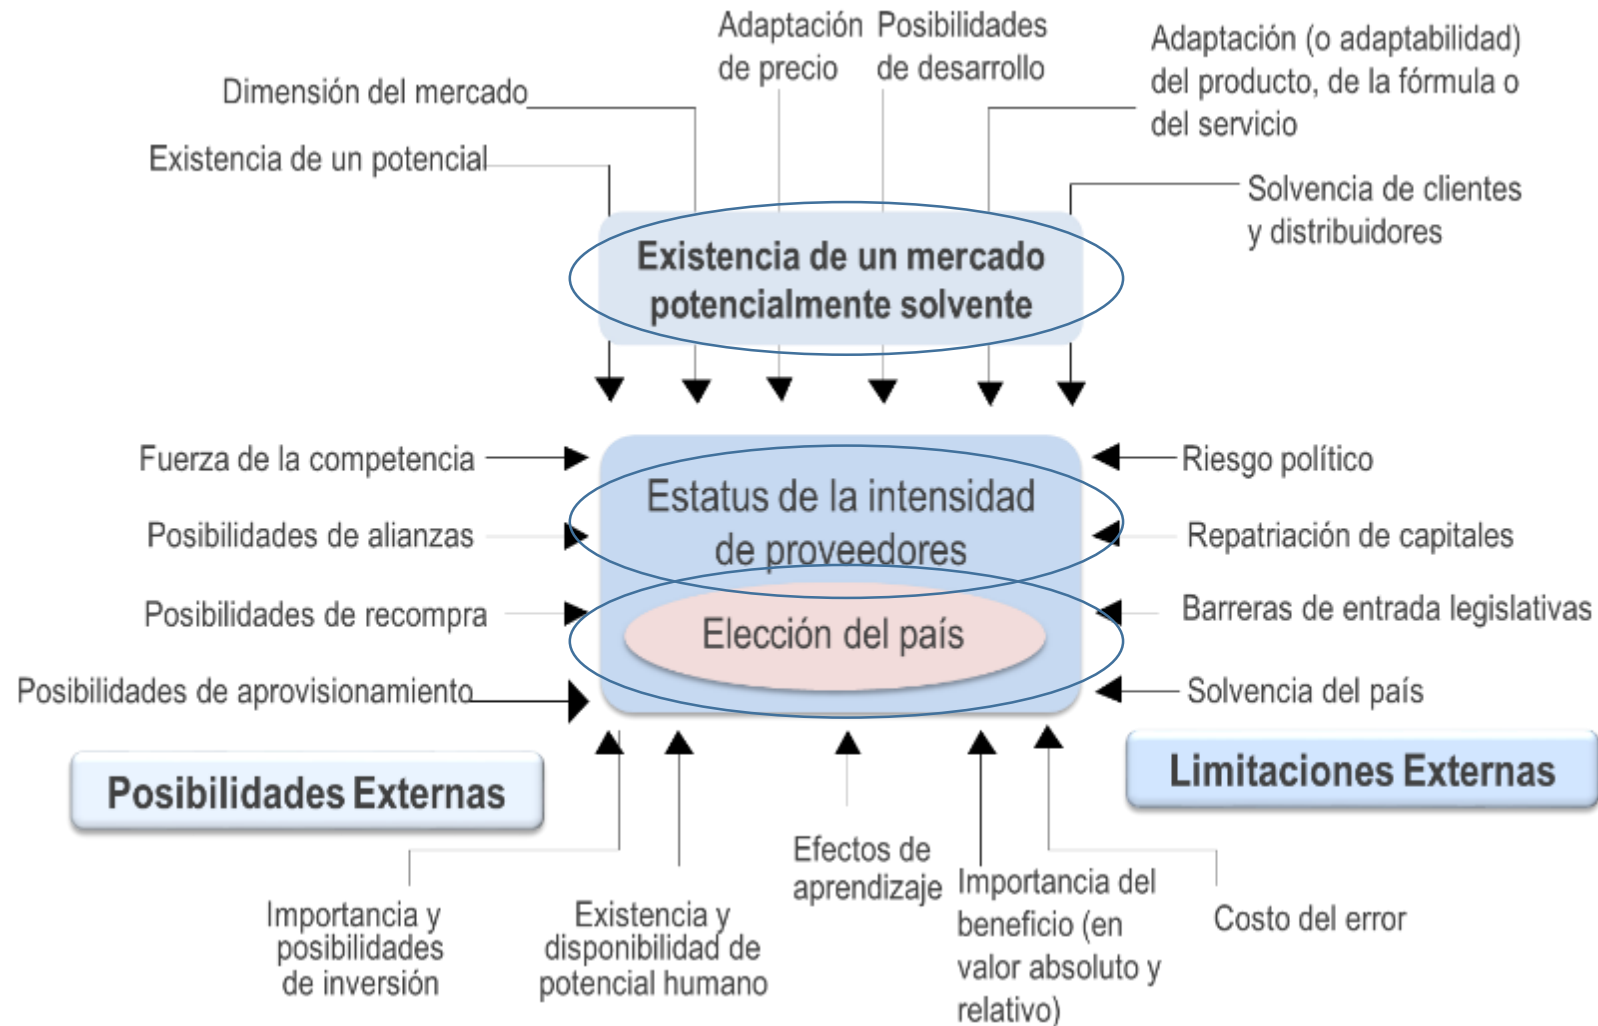 Adaptación
de precio
Posibilidades
de desarrollo
Adaptación (o adaptabilidad)
del producto, de la fórmula o
del servicio
Dimensión del mercado
Existencia de un potencial
Solvencia de clientes
y distribuidores
Existencia de un mercado
potencialmente solvente
Fuerza de la competencia
Posibilidades de alianzas
Posibilidades de recompra
Posibilidades de aprovisionamiento
Estatus de la intensidad
de proveedores
Elección del país
Riesgo político
Repatriación de capitales
Barreras de entrada legislativas
Solvencia del país
Posibilidades Externas
Limitaciones Externas
Importancia y
posibilidades
de inversión
Existencia y
disponibilidad de
potencial humano
Efectos de
aprendizaje
Importancia del
beneficio (en
valor absoluto y
relativo)
Costo del error